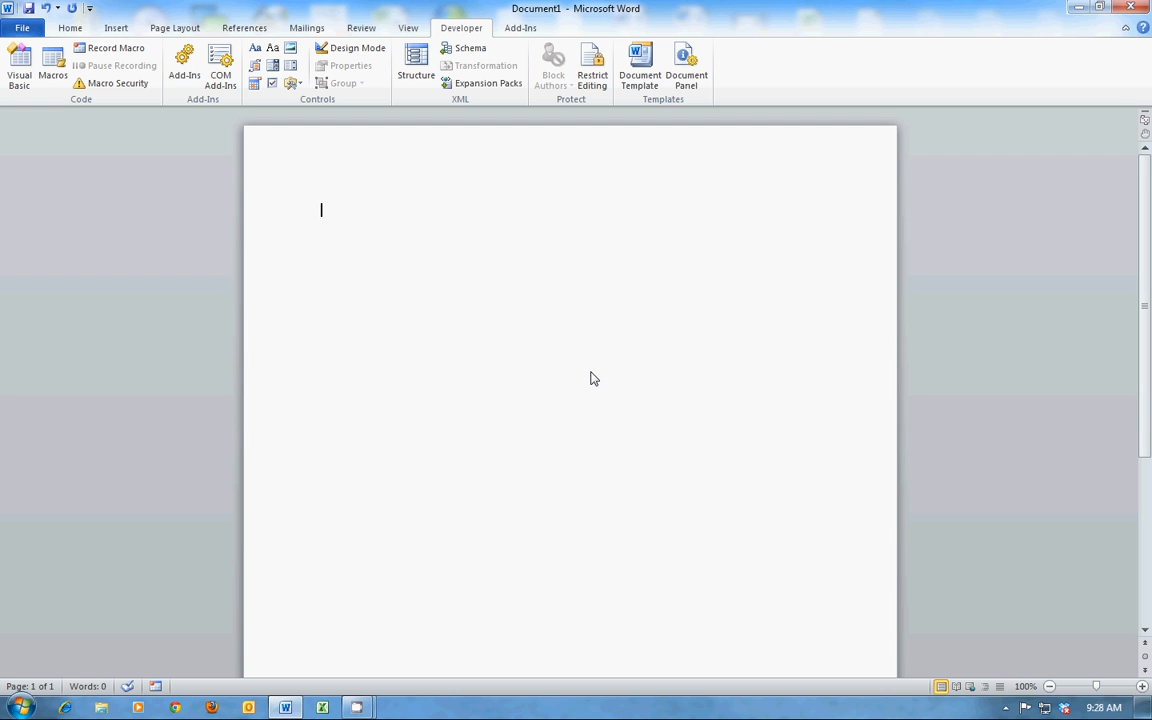 Document1 - Microsoft Word
File Home Insert Page Layout References Mailings Review View Developer Add-Ins
Visual Basic
Macros
Record Macro
Pause Recording
Macro Security
Code
Add-Ins
COM Add-Ins
Add-Ins
Aa Aa
Design Mode
Properties
Group
Controls
Structure
Schema
Transformation
Expansion Packs
XML
Block Authors
Restrict Editing
Protect
Document Template
Document Panel
Templates
Page: 1 of 1 Words: 0 100%
9:28 AM